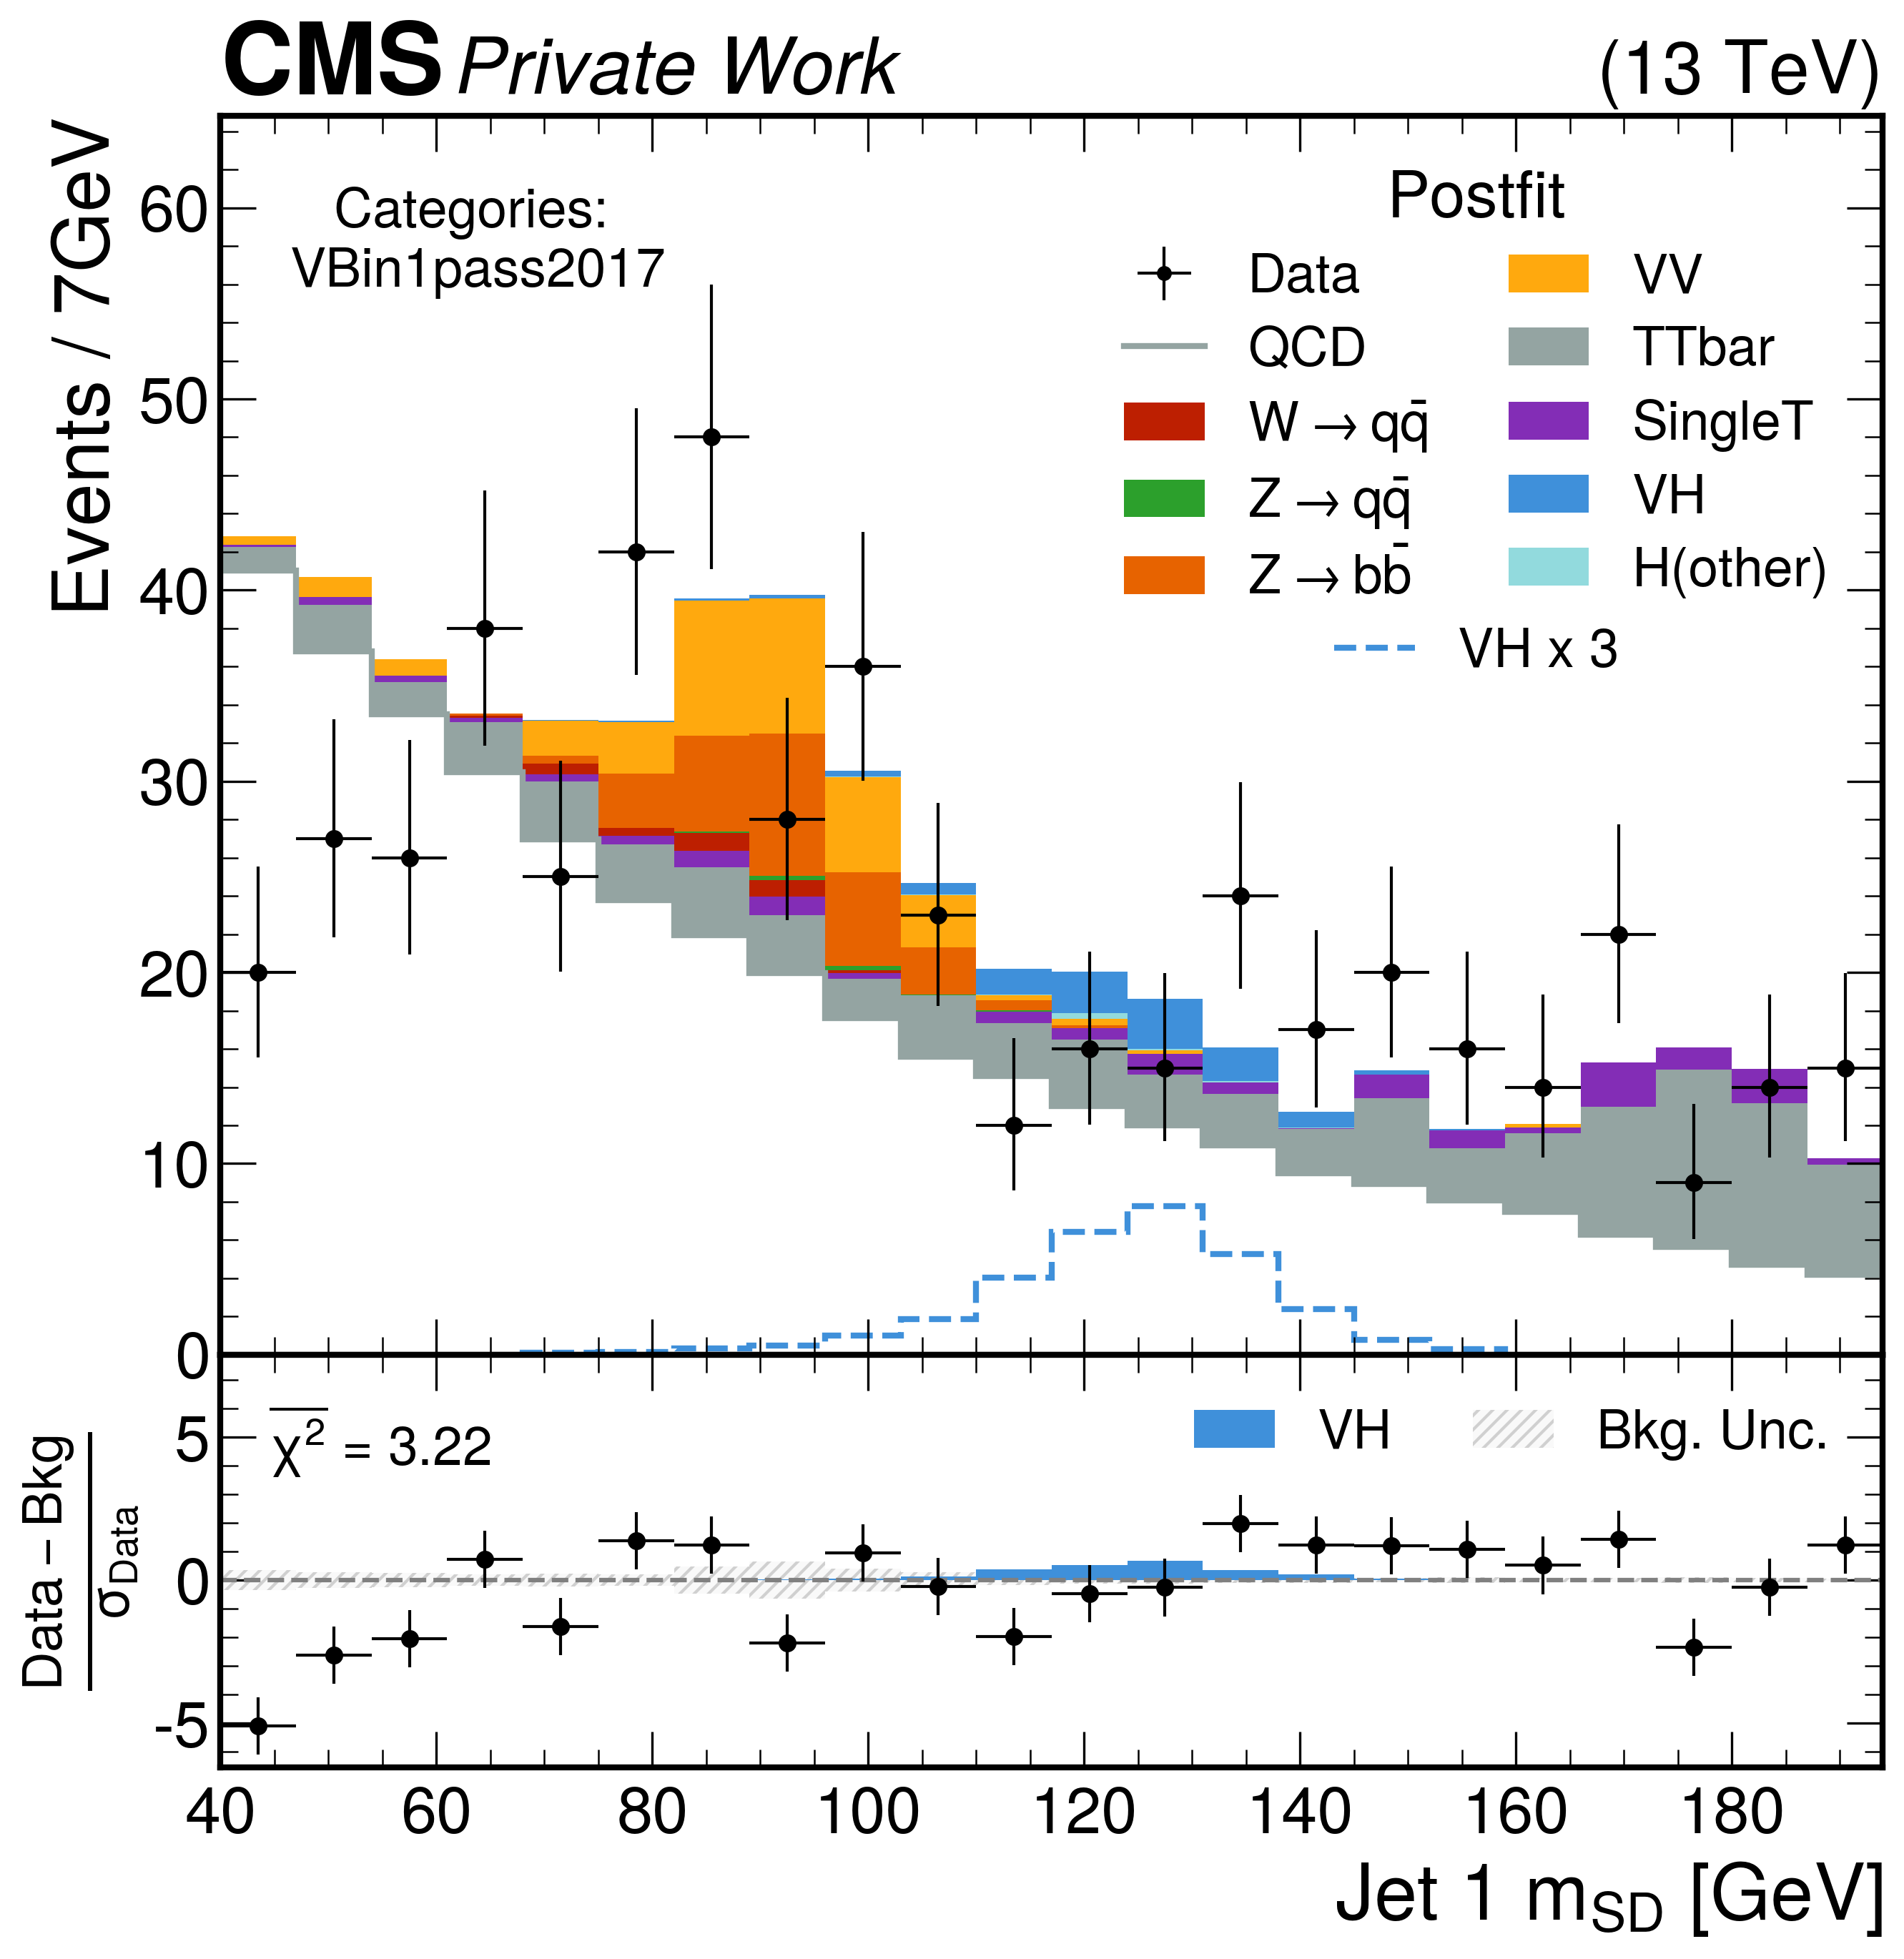 CMS Private Work (13 TeV)
Events / 7GeV
60
50
40
30
20
10
0
Categories:
VBin1pass2017
Postfit
Data
QCD
W → qq̄
Z → qq̄
Z → bb̄
VV
TTbar
SingleT
VH
H(other)
VH x 3
Data − Bkg
σData
5
0
-5
χ² = 3.22
VH
Bkg. Unc.
40 60 80 100 120 140 160 180
Jet 1 mSD [GeV]